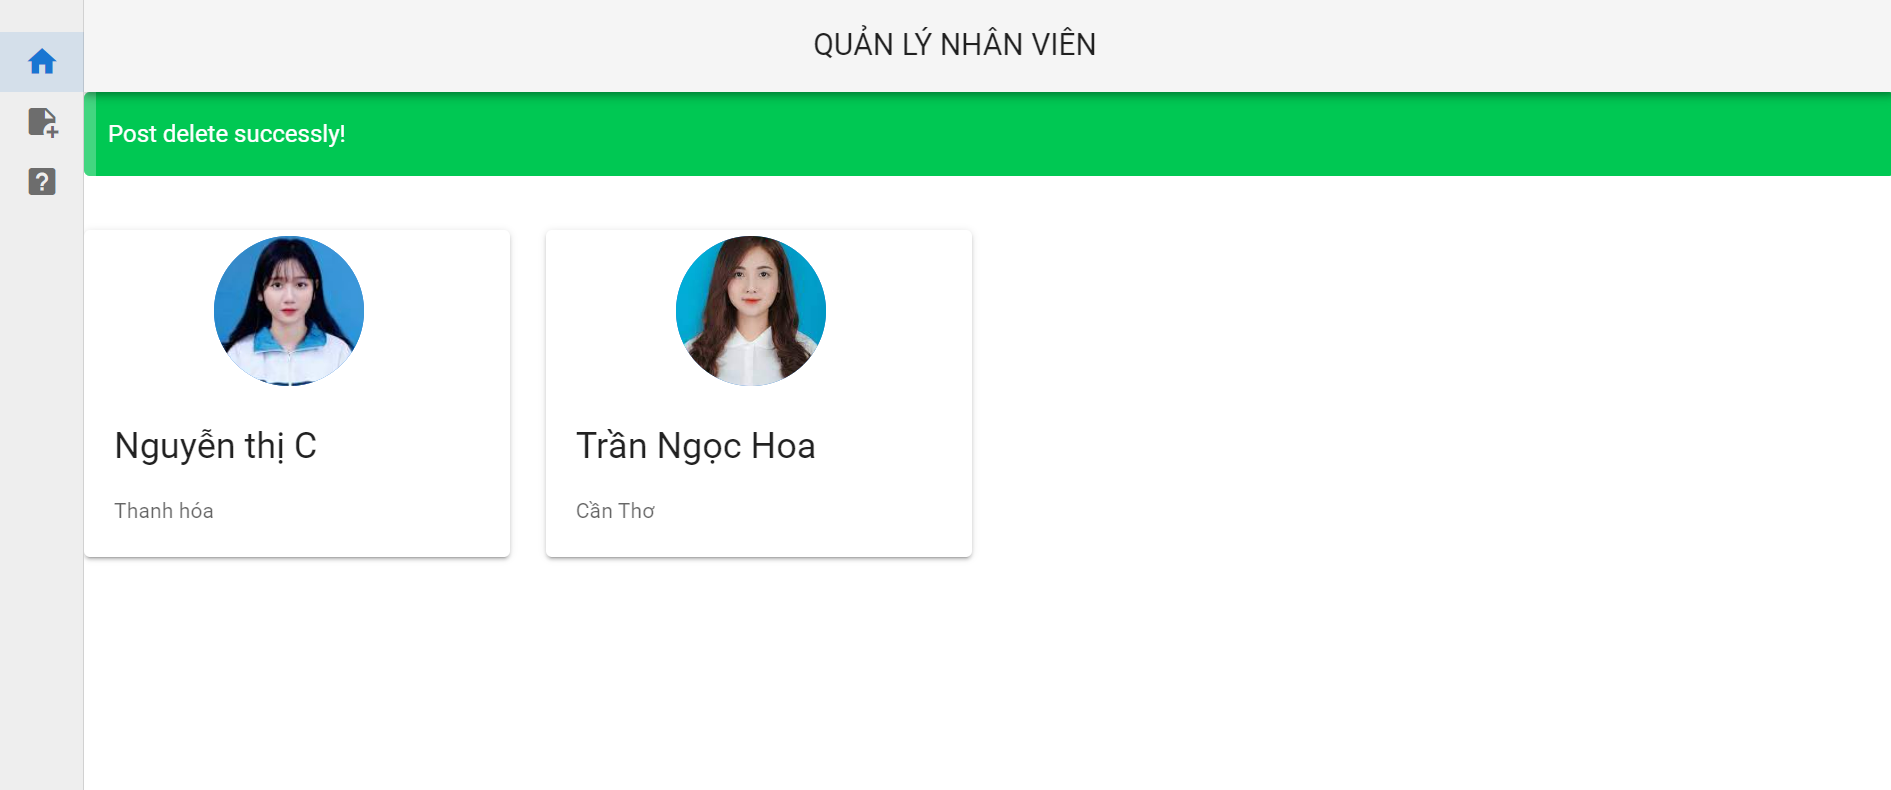 QUẢN LÝ NHÂN VIÊN
Post delete successly!
Nguyễn thị C
Thanh hóa
Trần Ngọc Hoa
Cần Thơ